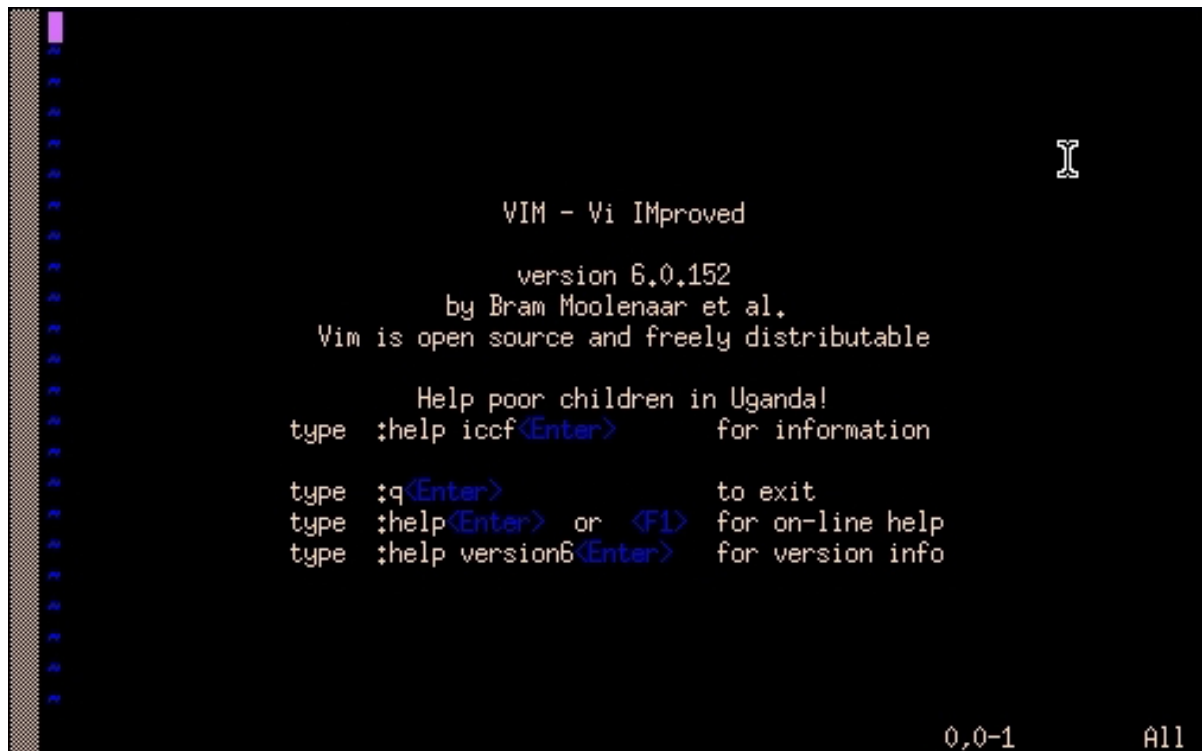 ~
~
~
~
~
~
VIM - Vi IMproved
~
~
version 6.0.152
~
by Bram Moolenaar et al.
~
Vim is open source and freely distributable
~
~
Help poor children in Uganda!
~
type :help iccf<Enter> for information
~
~
type :q<Enter> to exit
~
type :help<Enter> or <F1> for on-line help
~
type :help version6<Enter> for version info
~
~
~
~
~
0,0-1 All